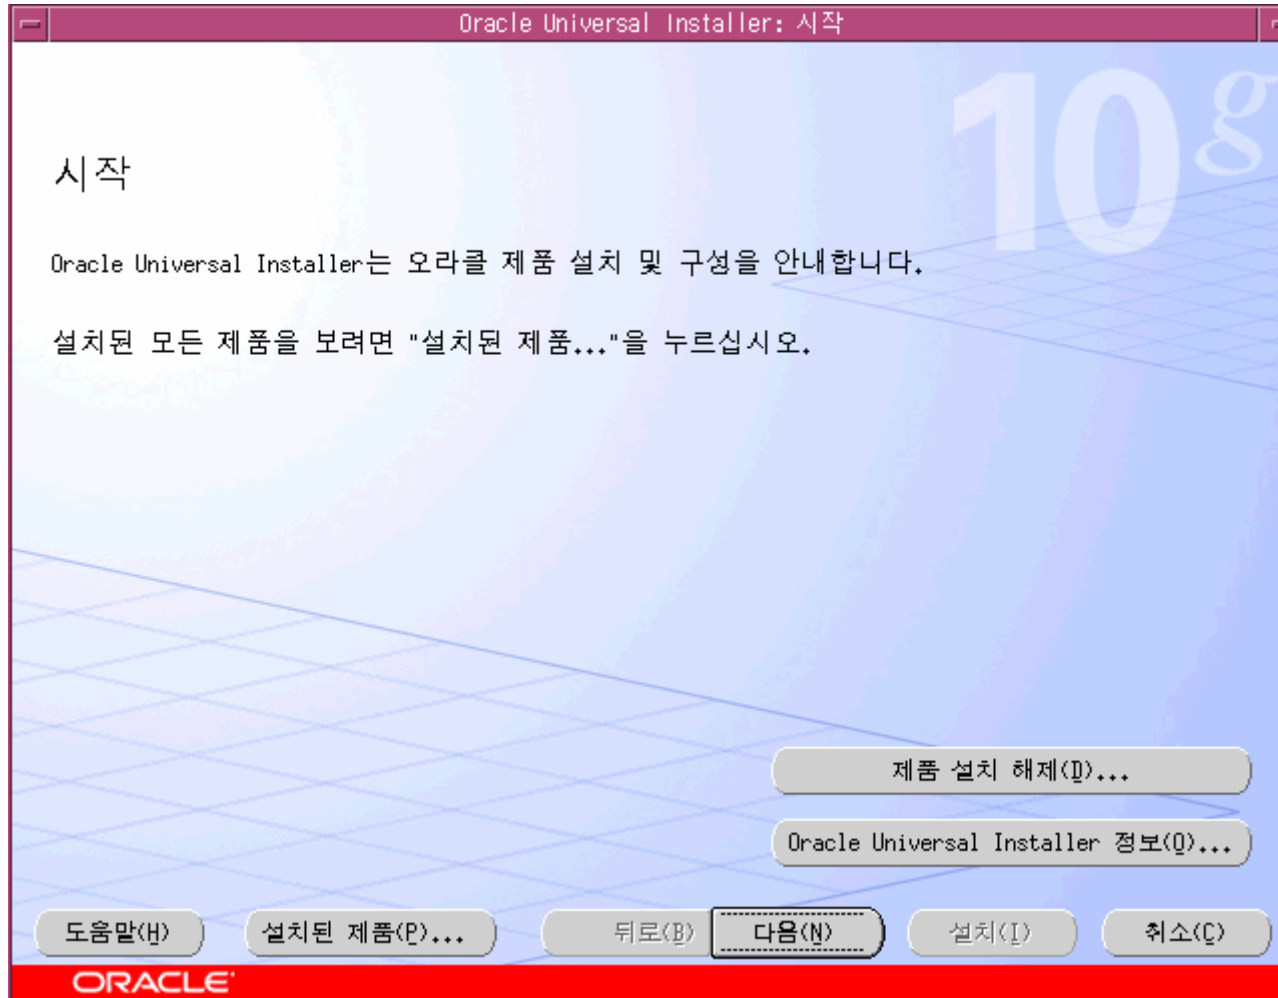 Oracle Universal Installer: 시작
10g
시작
Oracle Universal Installer는 오라클 제품 설치 및 구성을 안내합니다.
설치된 모든 제품을 보려면 "설치된 제품..."을 누르십시오.
제품 설치 해제(D)...
Oracle Universal Installer 정보(O)...
도움말(H) 설치된 제품(P)... 뒤로(B) 다음(N) 설치(I) 취소(C)
ORACLE